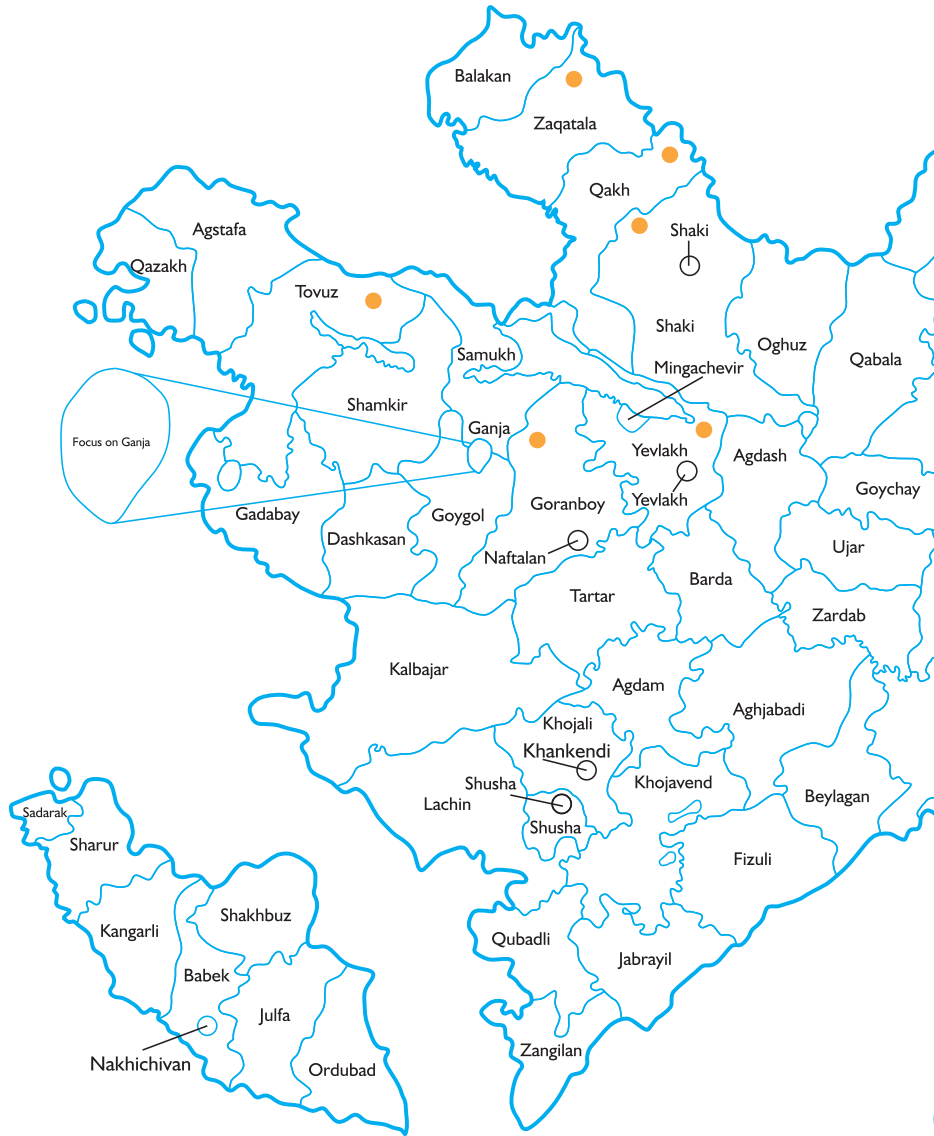 Balakan
Zaqatala
Qakh
Agstafa
Shaki
Qazakh
Tovuz
Shaki
Oghuz
Samukh
Qabala
Mingachevir
Shamkir
Ganja
Focus on Ganja
Yevlakh
Agdash
Goychay
Yevlakh
Goranboy
Gadabay
Goygol
Dashkasan
Ujar
Naftalan
Barda
Tartar
Zardab
Kalbajar
Agdam
Aghjabadi
Khojali
Khankendi
Khojavend
Shusha
Lachin
Beylagan
Sadarak
Shusha
Sharur
Fizuli
Shakhbuz
Kangarli
Qubadli
Jabrayil
Babek
Julfa
Zangilan
Nakhichivan
Ordubad